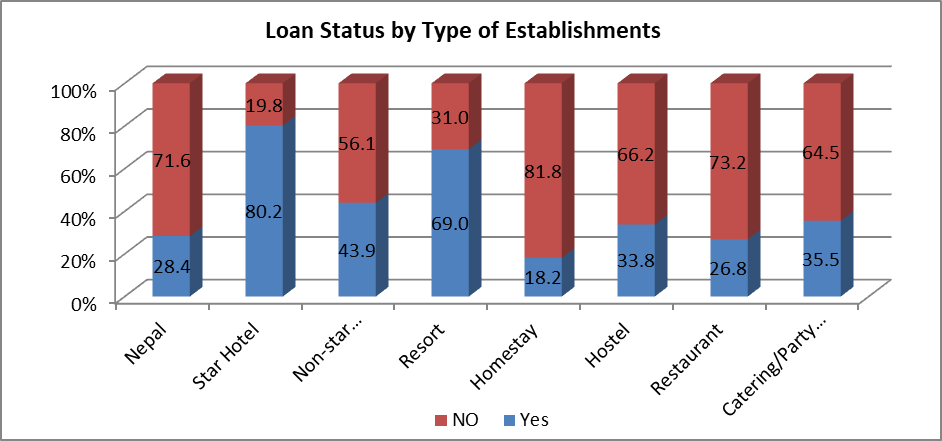 Loan Status by Type of Establishments
100%
80%
60%
40%
20%
0%
71.6
19.8
56.1
31.0
81.8
66.2
73.2
64.5
28.4
80.2
43.9
69.0
18.2
33.8
26.8
35.5
Nepal
Star Hotel
Non-star...
Resort
Homestay
Hostel
Restaurant
Catering/Party...
NO
Yes